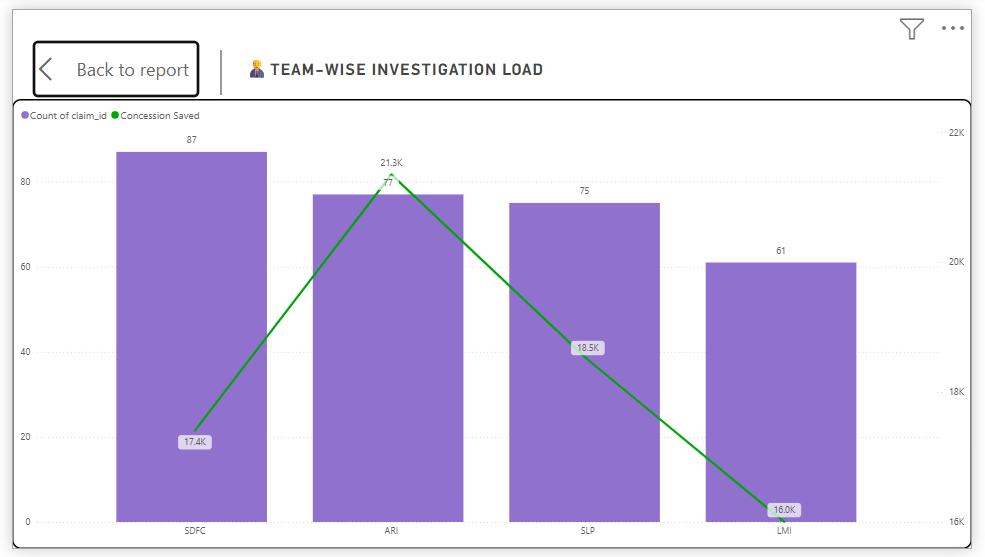 Back to report
TEAM-WISE INVESTIGATION LOAD
Count of claim_id Concession Saved
87
21.3K
77
75
61
17.4K
18.5K
16.0K
80
60
40
20
0
22K
20K
18K
16K
SDFC ARI SLP LMI